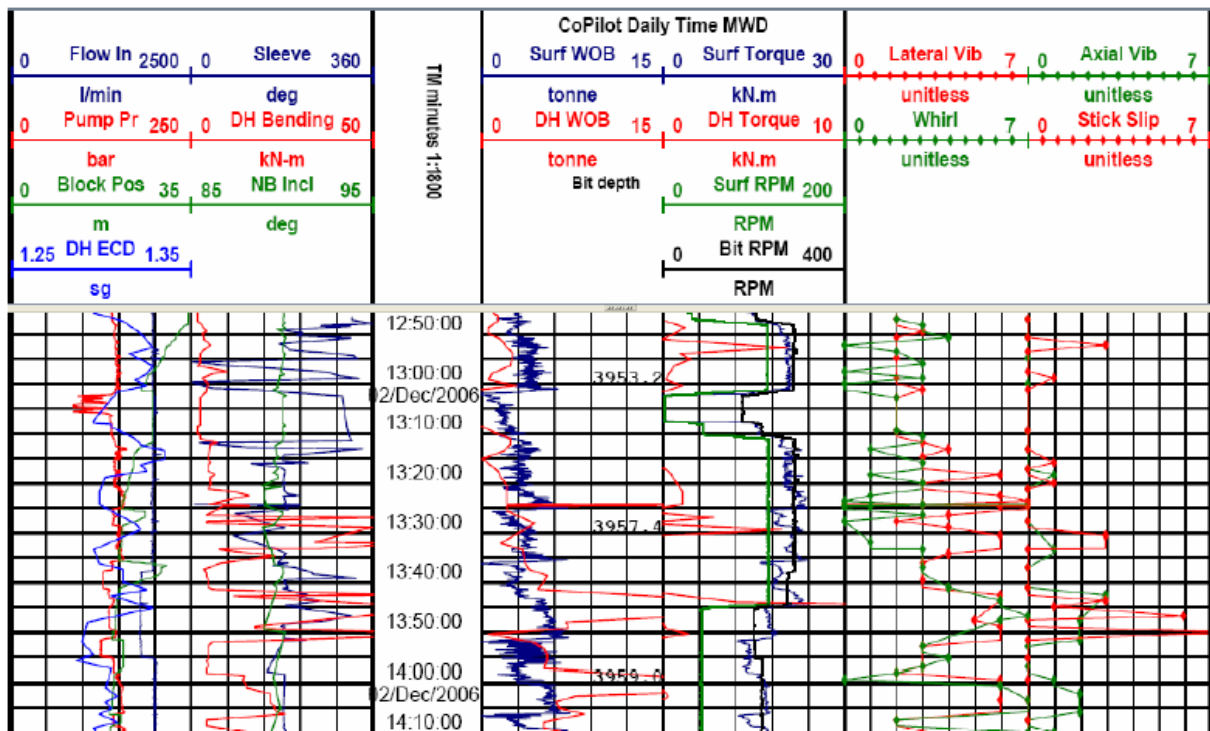 CoPilot Daily Time MWD
0 Flow In 2500 0 Sleeve 360
l/min deg
0 Pump Pr 250 0 DH Bending 50
bar kN-m
0 Block Pos 35 85 NB Incl 95
m deg
1.25 DH ECD 1.35
sg
TM minutes 1:1800
0 Surf WOB 15 0 Surf Torque 30
tonne kN.m
0 DH WOB 15 0 DH Torque 10
tonne kN.m
Bit depth 0 Surf RPM 200
RPM
0 Bit RPM 400
RPM
0 Lateral Vib 7 0 Axial Vib 7
unitless unitless
0 Whirl 7 0 Stick Slip 7
unitless unitless
12:50:00
13:00:00 3953.2
02/Dec/2006
13:10:00
13:20:00
13:30:00 3957.4
13:40:00
13:50:00
14:00:00 3959.0
02/Dec/2006
14:10:00